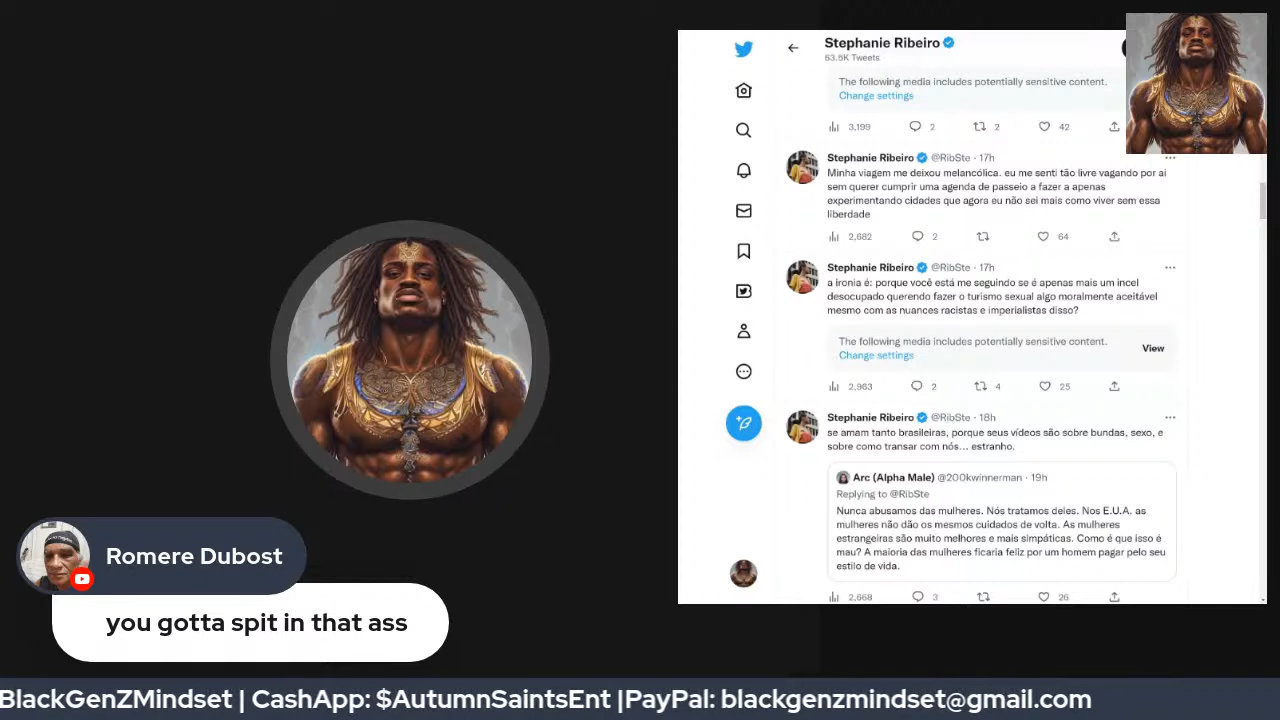 Stephanie Ribeiro
63.5K Tweets
The following media includes potentially sensitive content.
Change settings
3,199 2 2 42
Stephanie Ribeiro @RibSte · 17h
Minha viagem me deixou melancólica. eu me senti tão livre vagando por ai
sem querer cumprir uma agenda de passeio a fazer a apenas
experimentando cidades que agora eu não sei mais como viver sem essa
liberdade
2,682 2 64
Stephanie Ribeiro @RibSte · 17h
a ironia é: porque você está me seguindo se é apenas mais um incel
desocupado querendo fazer o turismo sexual algo moralmente aceitável
mesmo com as nuances racistas e imperialistas disso?
The following media includes potentially sensitive content.
Change settings
View
2,963 2 4 25
Stephanie Ribeiro @RibSte · 18h
se amam tanto brasileiras, porque seus vídeos são sobre bundas, sexo, e
sobre como transar com nós... estranho.
Arc (Alpha Male) @200kwinnerman · 19h
Replying to @RibSte
Nunca abusamos das mulheres. Nós tratamos deles. Nos E.U.A. as
mulheres não dão os mesmos cuidados de volta. As mulheres
estrangeiras são muito melhores e mais simpáticas. Como é que isso é
mau? A maioria das mulheres ficaria feliz por um homem pagar pelo seu
estilo de vida.
2,668 3 26
Romere Dubost
you gotta spit in that ass
BlackGenZMindset | CashApp: $AutumnSaintsEnt |PayPal: blackgenzmindset@gmail.com